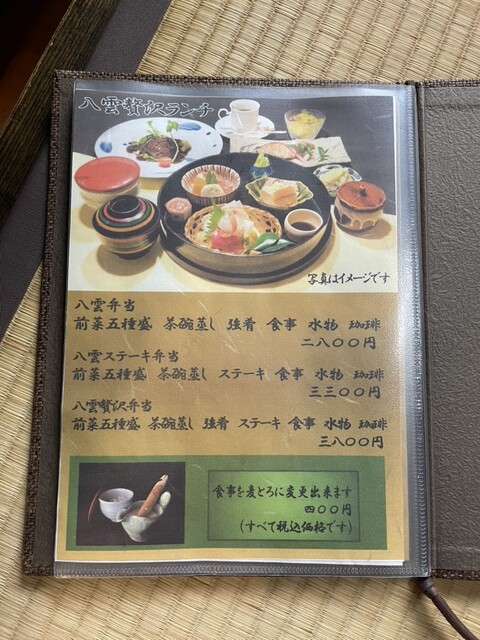 八雲贅沢ランチ
写真はイメージです
八雲弁当
前菜五種盛 茶碗蒸し 強肴 食事 水物 珈琲
二八〇〇円
八雲ステーキ弁当
前菜五種盛 茶碗蒸し ステーキ 食事 水物 珈琲
三三〇〇円
八雲贅沢弁当
前菜五種盛 茶碗蒸し 強肴 ステーキ 食事 水物 珈琲
三八〇〇円
食事を麦とろに変更出来ます
四〇〇円
(すべて税込価格です)